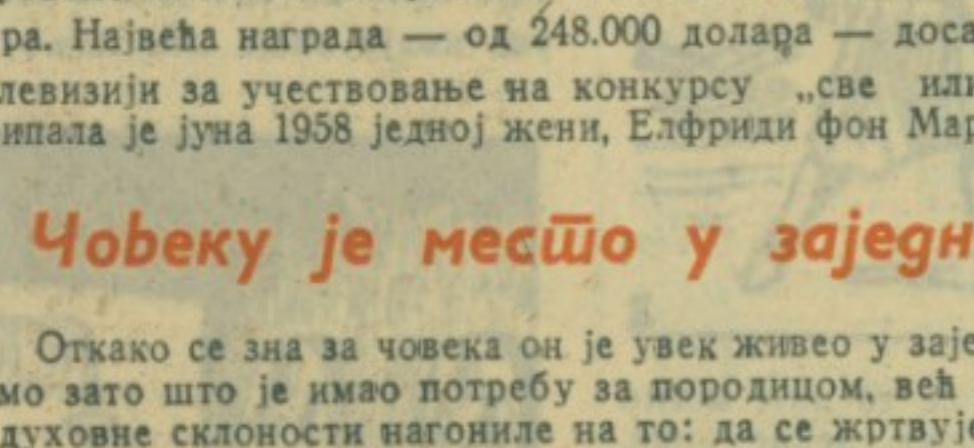 ра. Највећа награда — од 248.000 долара — доса
левизији за учествовање на конкурсу „све или
ипала је јуна 1958 једној жени, Елфриди фон Мар
Човеку је место у заједн
Откако се зна за човека он је увек живео у заје
мо зато што је имао потребу за породицом, већ
духовне склоности нагониле на то: да се жртвује